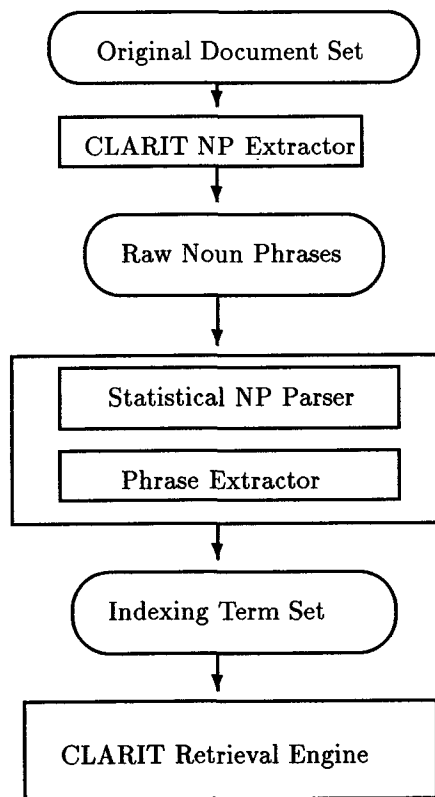 Original Document Set
CLARIT NP Extractor
Raw Noun Phrases
Statistical NP Parser
Phrase Extractor
Indexing Term Set
CLARIT Retrieval Engine